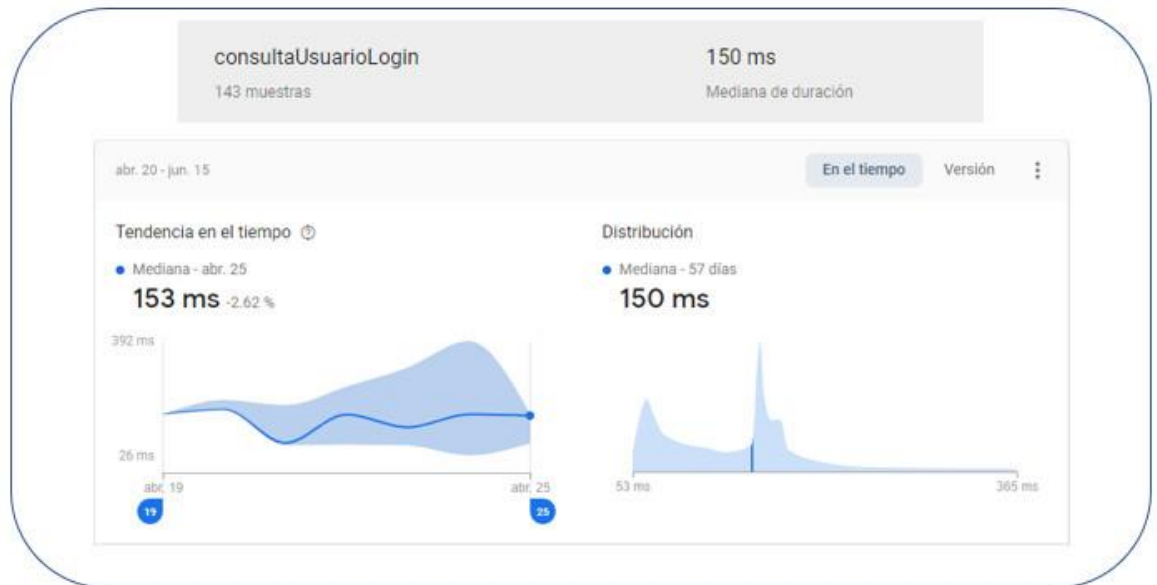 consultaUsuarioLogin
150 ms
143 muestras
Mediana de duración
abr. 20 - jun. 15
En el tiempo
Versión
Tendencia en el tiempo
Distribución
Mediana - abr. 25
153 ms -2.62 %
Mediana - 57 días
150 ms
392 ms
26 ms
abr. 19
abr. 25
53 ms
365 ms
19
25